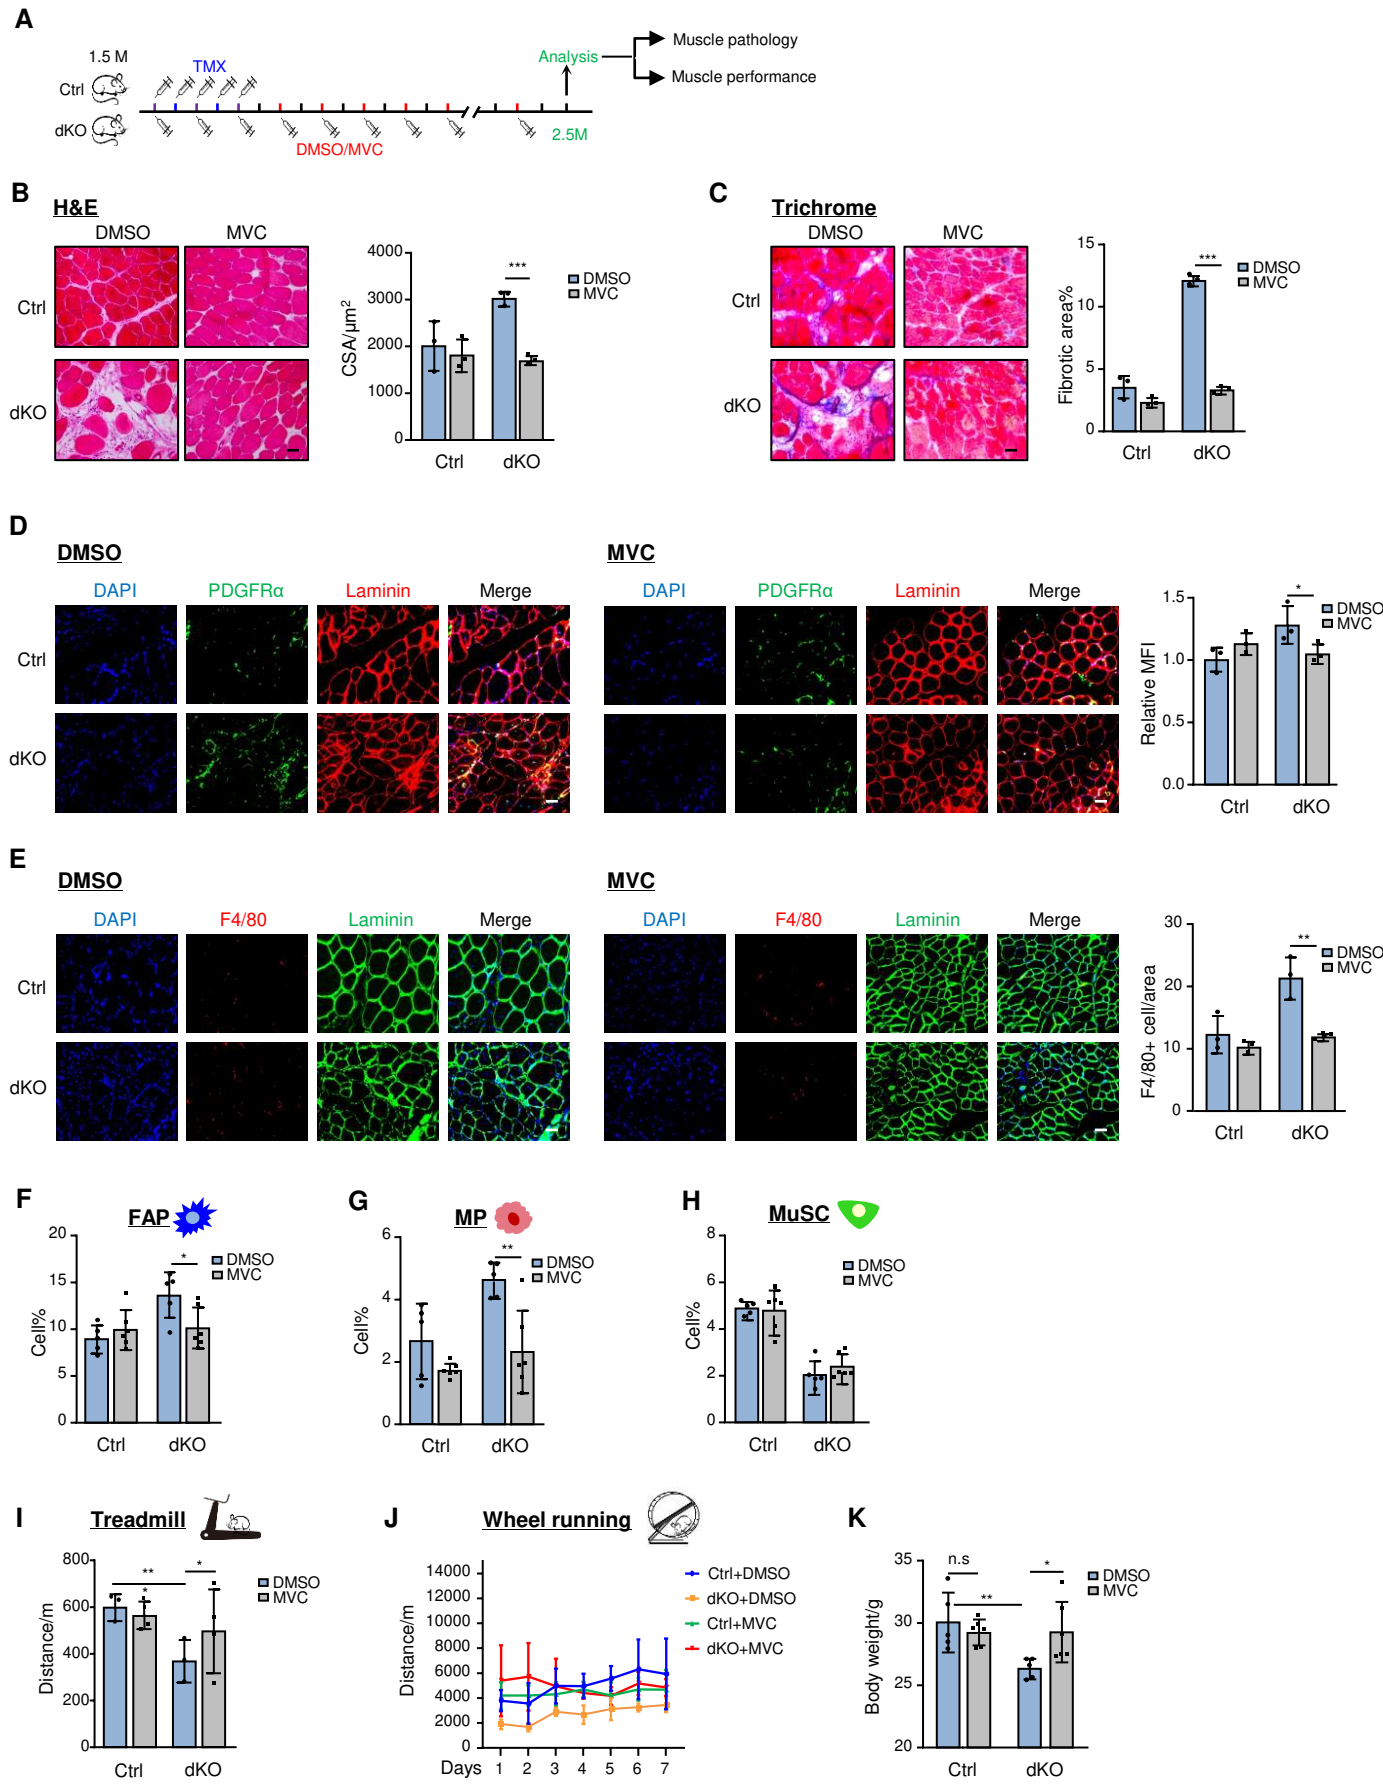 A
1.5 M
TMX
Ctrl
dKO
DMSO/MVC
Analysis
2.5M
Muscle pathology
Muscle performance
B
H&E
DMSO MVC
Ctrl
dKO
CSA/μm²
4000
3000
2000
1000
0
***
DMSO
MVC
Ctrl dKO
C
Trichrome
DMSO MVC
Ctrl
dKO
Fibrotic area%
15
10
5
0
***
DMSO
MVC
Ctrl dKO
D
DMSO
DAPI PDGFRα Laminin Merge
Ctrl
dKO
MVC
DAPI PDGFRα Laminin Merge
Relative MFI
1.5
1.0
0.5
0.0
*
DMSO
MVC
Ctrl dKO
E
DMSO
DAPI F4/80 Laminin Merge
Ctrl
dKO
MVC
DAPI F4/80 Laminin Merge
F4/80+ cell/area
30
20
10
0
**
DMSO
MVC
Ctrl dKO
F
FAP
Cell%
20
15
10
5
0
*
DMSO
MVC
Ctrl dKO
G
MP
Cell%
6
4
2
0
**
DMSO
MVC
Ctrl dKO
H
MuSC
Cell%
8
6
4
2
0
DMSO
MVC
Ctrl dKO
I
Treadmill
Distance/m
800
600
400
200
0
** *
*
DMSO
MVC
Ctrl dKO
J
Wheel running
Distance/m
14000
12000
10000
8000
6000
4000
2000
0
Days 1 2 3 4 5 6 7
Ctrl+DMSO
dKO+DMSO
Ctrl+MVC
dKO+MVC
K
Body weight/g
35
30
25
20
n.s
**
*
DMSO
MVC
Ctrl dKO